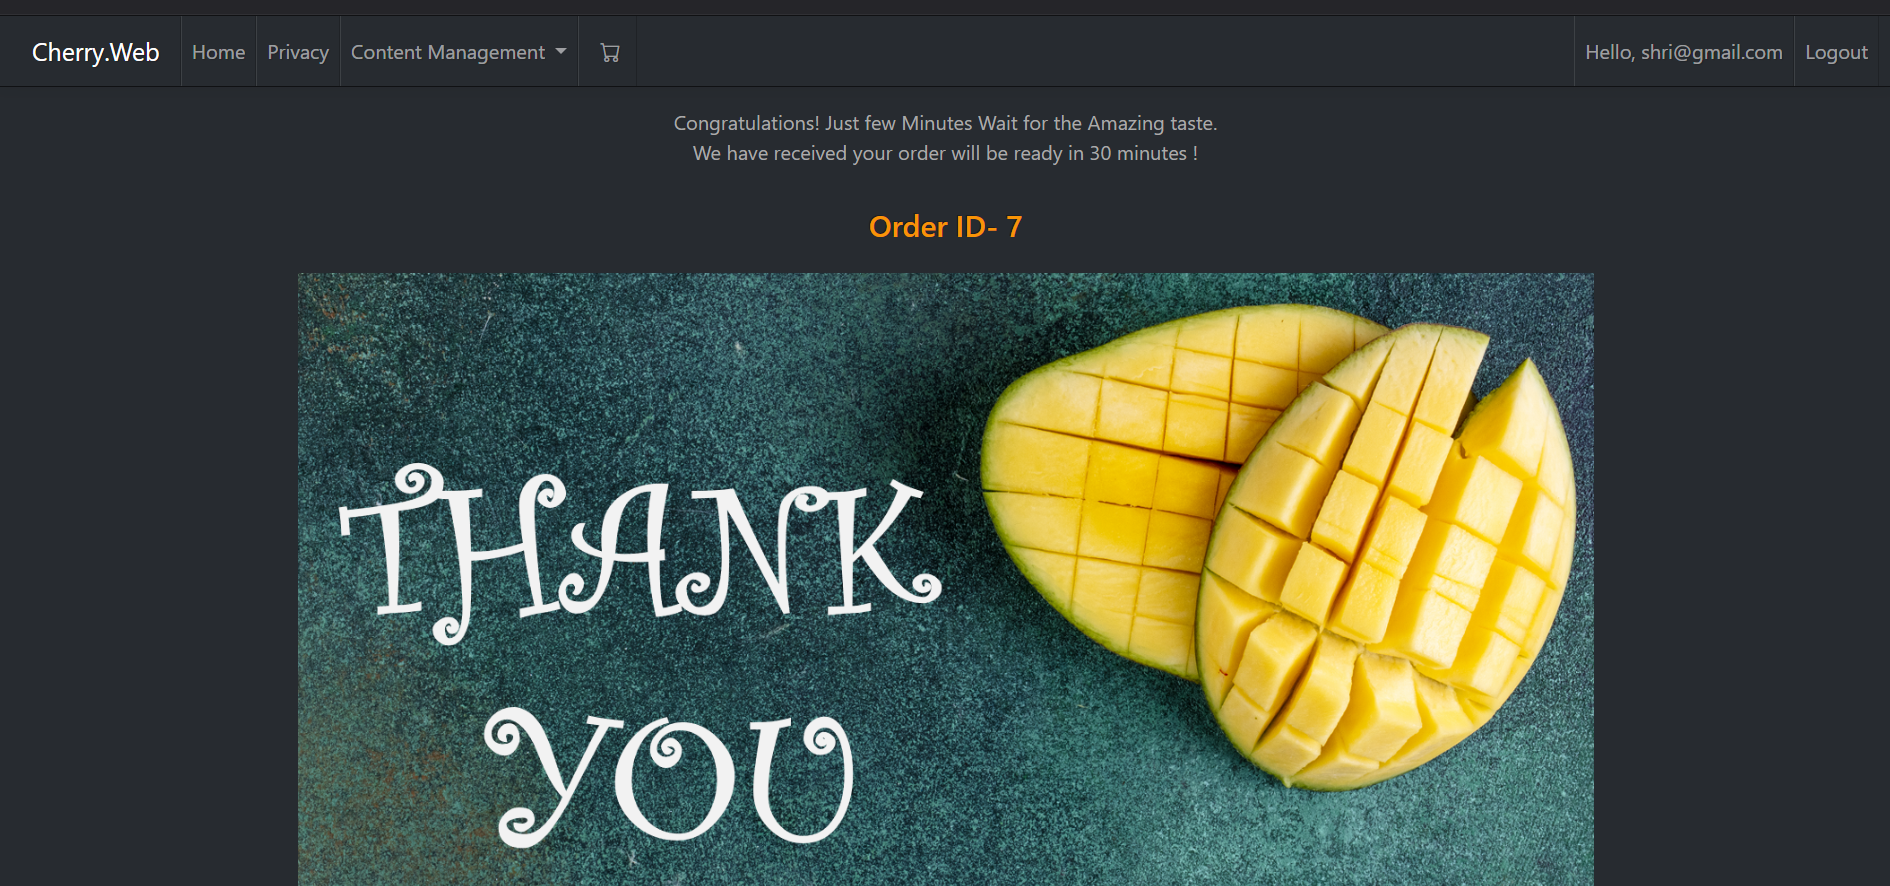 Cherry.Web Home Privacy Content Management Hello, shri@gmail.com Logout
Congratulations! Just few Minutes Wait for the Amazing taste.
We have received your order will be ready in 30 minutes !
Order ID- 7
THANK
YOU